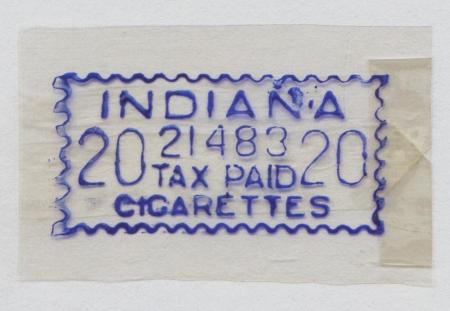 INDIANA
20 21483 20
TAX PAID
CIGARETTES